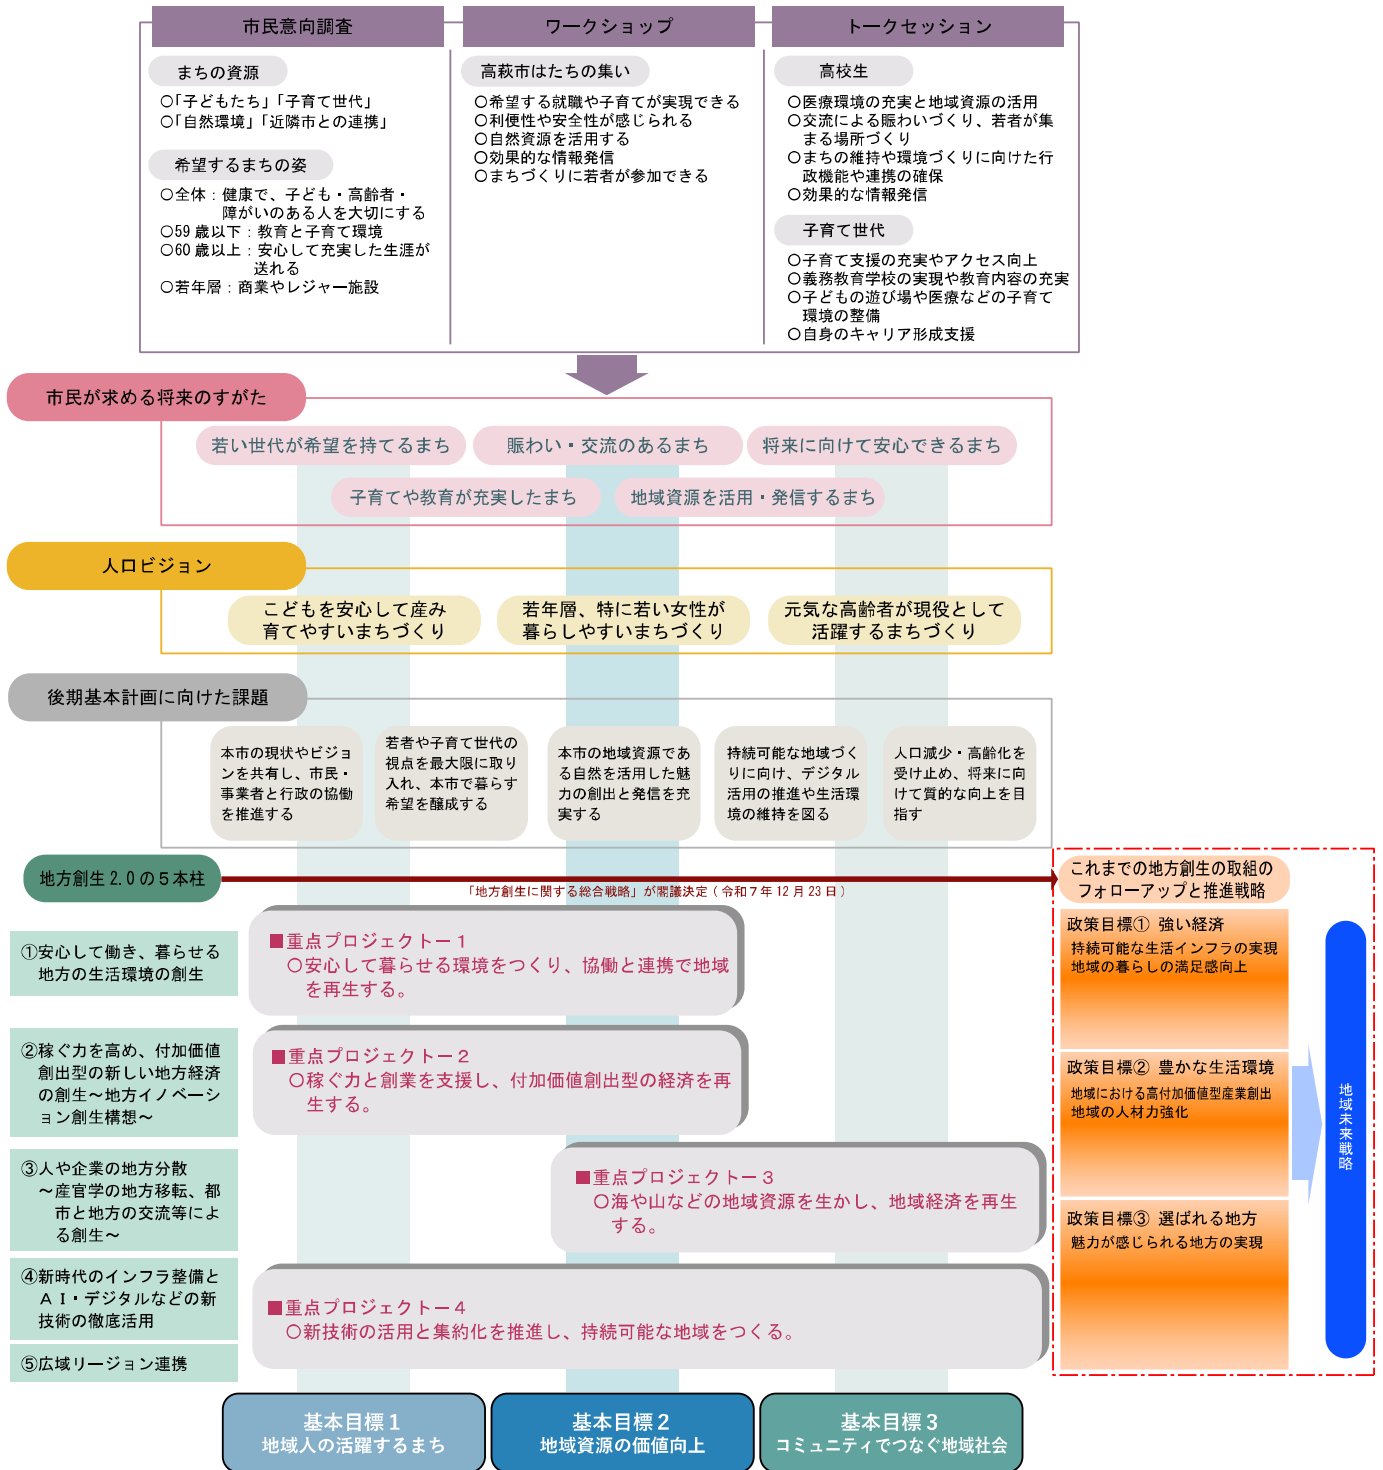 市民意向調査
まちの資源
○「子どもたち」「子育て世代」
○「自然環境」「近隣市との連携」
希望するまちの姿
○全体：健康で、子ども・高齢者・
障がいのある人を大切にする
○59歳以下：教育と子育て環境
○60歳以上：安心して充実した生涯が
送れる
○若年層：商業やレジャー施設
ワークショップ
高萩市はたちの集い
○希望する就職や子育てが実現できる
○利便性や安全性が感じられる
○自然資源を活用する
○効果的な情報発信
○まちづくりに若者が参加できる
トークセッション
高校生
○医療環境の充実と地域資源の活用
○交流による賑わいづくり、若者が集
まる場所づくり
○まちの維持や環境づくりに向けた行
政機能や連携の確保
○効果的な情報発信
子育て世代
○子育て支援の充実やアクセス向上
○義務教育学校の実現や教育内容の充実
○子どもの遊び場や医療などの子育て
環境の整備
○自身のキャリア形成支援
市民が求める将来のすがた
若い世代が希望を持てるまち
賑わい・交流のあるまち
将来に向けて安心できるまち
子育てや教育が充実したまち
地域資源を活用・発信するまち
人口ビジョン
こどもを安心して産み
育てやすいまちづくり
若年層、特に若い女性が
暮らしやすいまちづくり
元気な高齢者が現役として
活躍するまちづくり
後期基本計画に向けた課題
本市の現状やビジョ
ンを共有し、市民・
事業者と行政の協働
を推進する
若者や子育て世代の
視点を最大限に取り
入れ、本市で暮らす
希望を醸成する
本市の地域資源であ
る自然を活用した魅
力の創出と発信を充
実する
持続可能な地域づく
りに向け、デジタル
活用の推進や生活環
境の維持を図る
人口減少・高齢化を
受け止め、将来に向
けて質的な向上を目
指す
地方創生2.0の５本柱
「地方創生に関する総合戦略」が閣議決定（令和７年12月23日）
①安心して働き、暮らせる
地方の生活環境の創生
②稼ぐ力を高め、付加価値
創出型の新しい地方経済
の創生～地方イノベーシ
ョン創生構想～
③人や企業の地方分散
～産官学の地方移転、都
市と地方の交流等によ
る創生～
④新時代のインフラ整備と
ＡＩ・デジタルなどの新
技術の徹底活用
⑤広域リージョン連携
■重点プロジェクトー１
○安心して暮らせる環境をつくり、協働と連携で地域
を再生する。
■重点プロジェクトー２
○稼ぐ力と創業を支援し、付加価値創出型の経済を再
生する。
■重点プロジェクトー３
○海や山などの地域資源を生かし、地域経済を再生
する。
■重点プロジェクトー４
○新技術の活用と集約化を推進し、持続可能な地域をつくる。
これまでの地方創生の取組の
フォローアップと推進戦略
政策目標① 強い経済
持続可能な生活インフラの実現
地域の暮らしの満足感向上
政策目標② 豊かな生活環境
地域における高付加価値型産業創出
地域の人材力強化
政策目標③ 選ばれる地方
魅力が感じられる地方の実現
地域未来戦略
基本目標１
地域人の活躍するまち
基本目標２
地域資源の価値向上
基本目標３
コミュニティでつなぐ地域社会